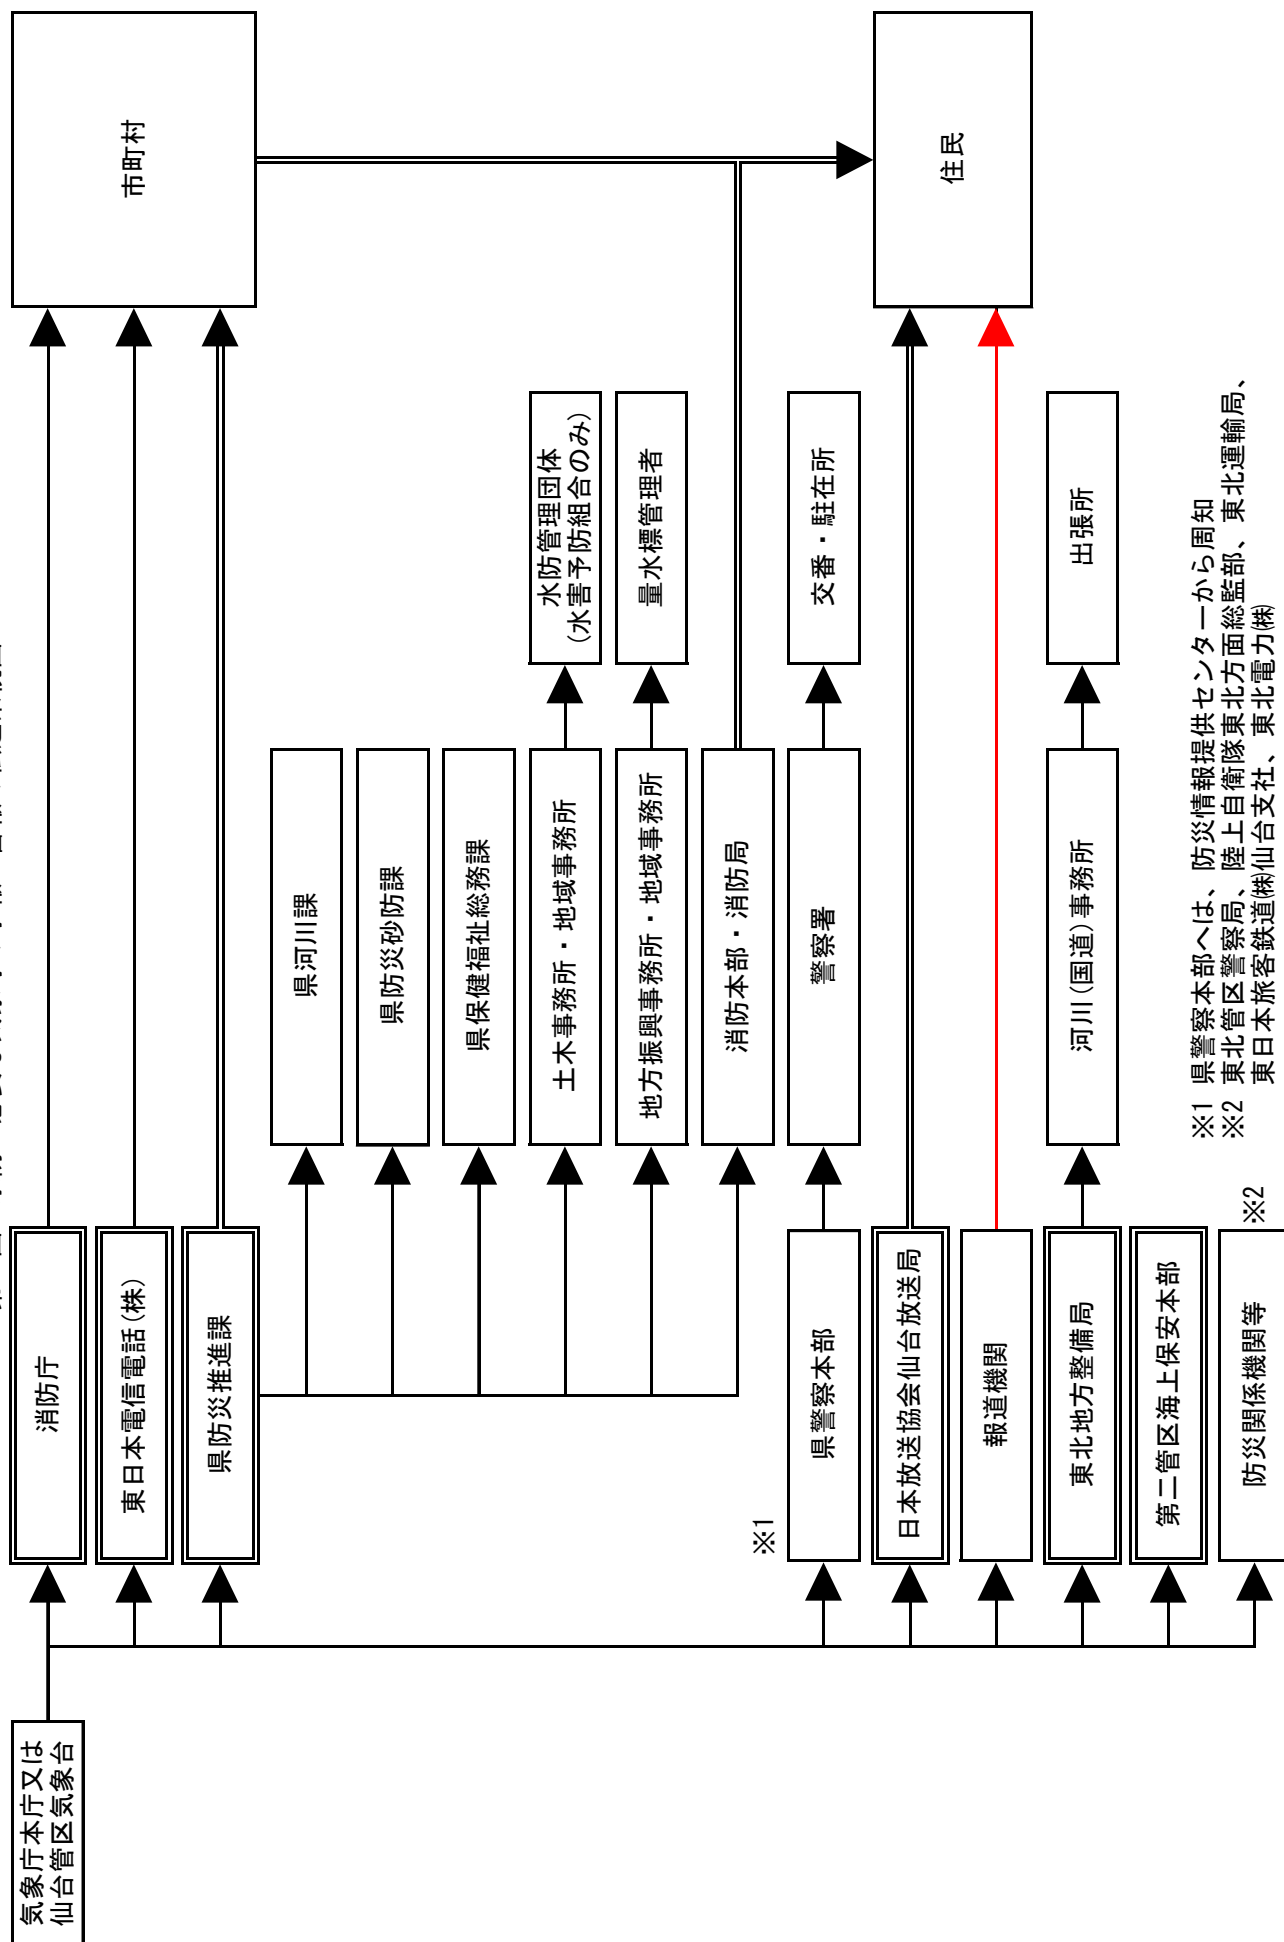 気象庁本庁又は
仙台管区気象台
消防庁
東日本電信電話(株)
県防災推進課
※1
県警察本部
日本放送協会仙台放送局
報道機関
東北地方整備局
第二管区海上保安本部
防災関係機関等
※2
県河川課
県防災砂防課
県保健福祉総務課
土木事務所・地域事務所
地方振興事務所・地域事務所
消防本部・消防局
警察署
河川(国道)事務所
水防管理団体
(水害予防組合のみ)
量水標管理者
交番・駐在所
出張所
市町村
住民
※1 県警察本部へは、防災情報提供センターから周知
※2 東北管区警察局、陸上自衛隊東北方面総監部、東北運輸局、
東日本旅客鉄道㈱仙台支社、東北電力㈱